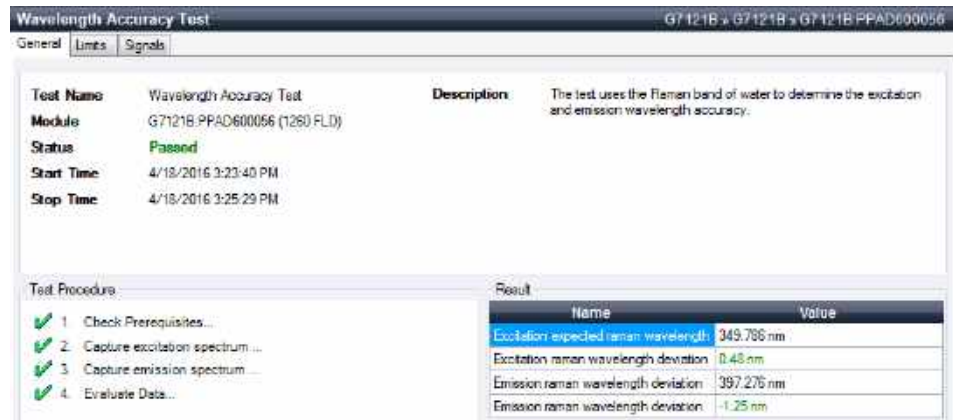 Wavelength Accuracy Test
G7121B » G7121B » G7121B:PPAD600056
General Limits Signals
Test Name Wavelength Accuracy Test
Module G7121B:PPAD600056 (1260 FLD)
Status Passed
Start Time 4/18/2016 3:23:40 PM
Stop Time 4/18/2016 3:25:29 PM
Description The test uses the Raman band of water to determine the excitation
and emission wavelength accuracy.
Test Procedure
1. Check Prerequisites...
2. Capture excitation spectrum ...
3. Capture emission spectrum ...
4. Evaluate Data...
Result
Name Value
Excitation expected raman wavelength 349.786 nm
Excitation raman wavelength deviation 0.48 nm
Emission raman wavelength deviation 397.276 nm
Emission raman wavelength deviation -1.25 nm